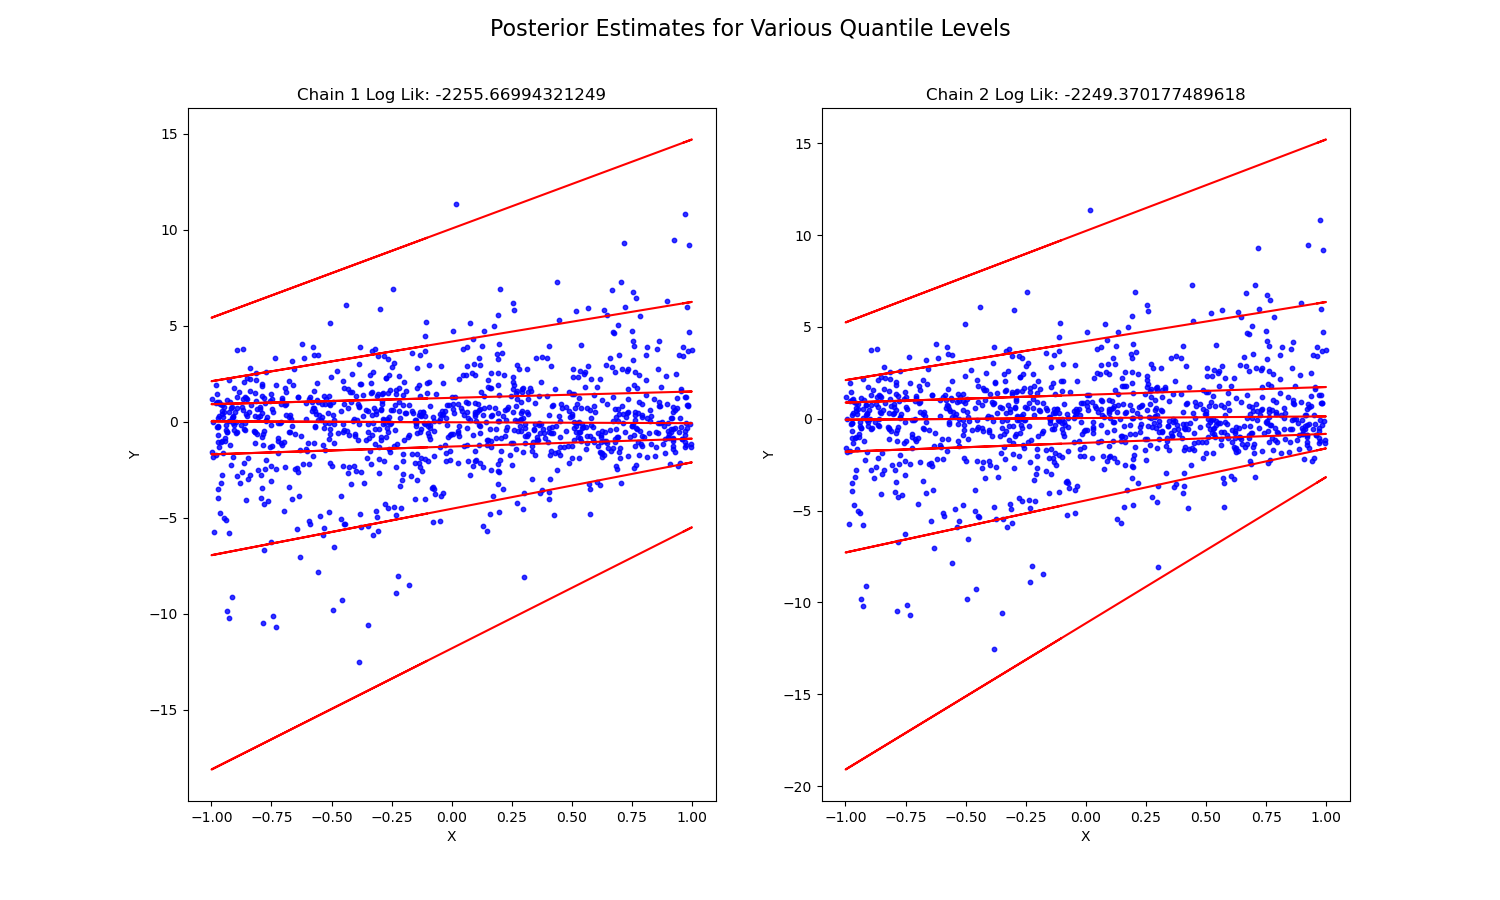 Posterior Estimates for Various Quantile Levels
Chain 1 Log Lik: -2255.66994321249
15
10
5
0
−5
−10
−15
Y
−1.00 −0.75 −0.50 −0.25 0.00 0.25 0.50 0.75 1.00
X
Chain 2 Log Lik: -2249.370177489618
15
10
5
0
−5
−10
−15
−20
Y
−1.00 −0.75 −0.50 −0.25 0.00 0.25 0.50 0.75 1.00
X